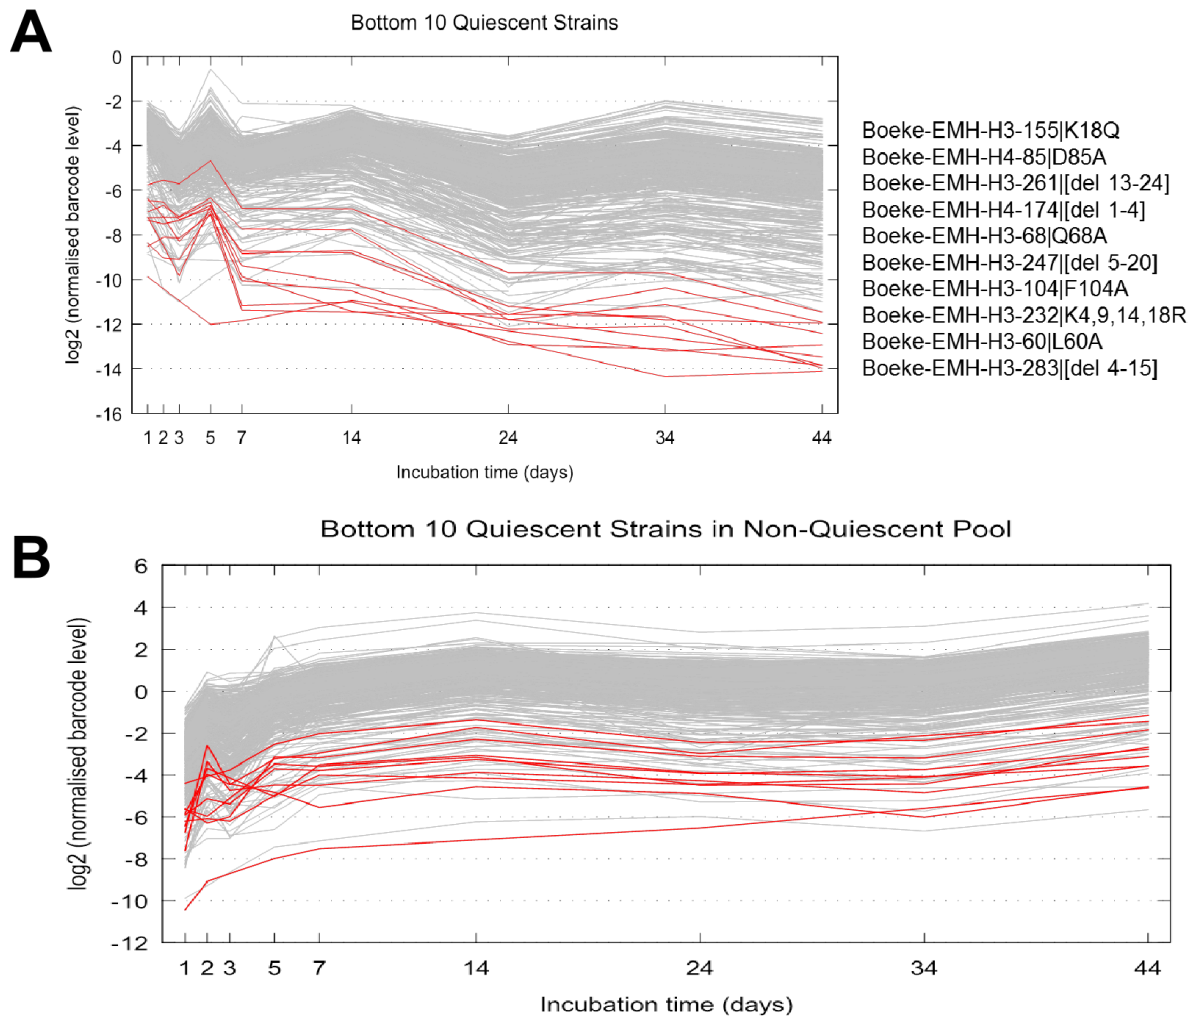 A
Bottom 10 Quiescent Strains
log2 (normalised barcode level)
0
-2
-4
-6
-8
-10
-12
-14
-16
1 2 3 5 7 14 24 34 44
Incubation time (days)
Boeke-EMH-H3-155|K18Q
Boeke-EMH-H4-85|D85A
Boeke-EMH-H3-261|[del 13-24]
Boeke-EMH-H4-174|[del 1-4]
Boeke-EMH-H3-68|Q68A
Boeke-EMH-H3-247|[del 5-20]
Boeke-EMH-H3-104|F104A
Boeke-EMH-H3-232|K4,9,14,18R
Boeke-EMH-H3-60|L60A
Boeke-EMH-H3-283|[del 4-15]
B
Bottom 10 Quiescent Strains in Non-Quiescent Pool
log2 (normalised barcode level)
6
4
2
0
-2
-4
-6
-8
-10
-12
1 2 3 5 7 14 24 34 44
Incubation time (days)